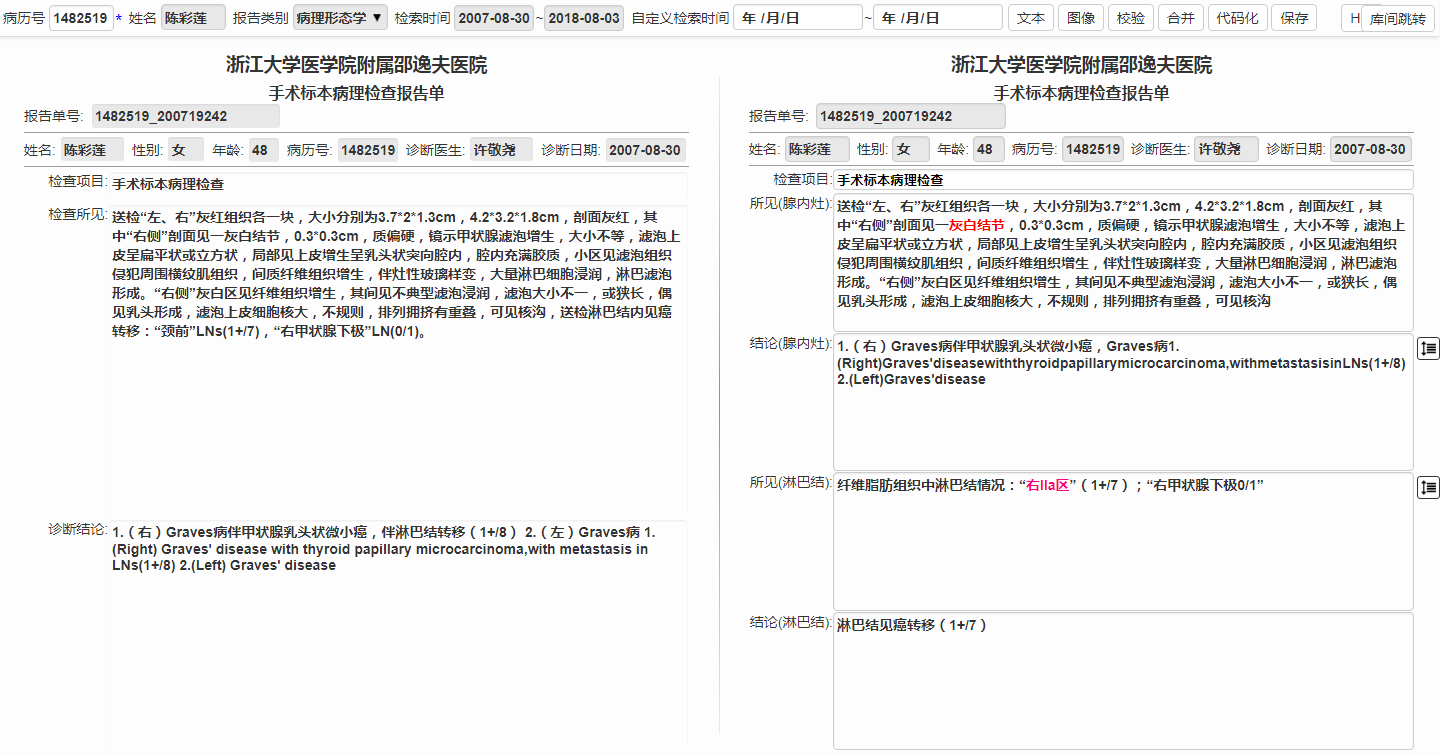 病历号 1482519 * 姓名 陈彩莲 报告类别 病理形态学 ▼ 检索时间 2007-08-30 ~ 2018-08-03 自定义检索时间 年 /月/日 ~ 年 /月/日 文本 图像 校验 合并 代码化 保存 H 库间跳转
浙江大学医学院附属邵逸夫医院
手术标本病理检查报告单
报告单号: 1482519_200719242
姓名: 陈彩莲 性别: 女 年龄: 48 病历号: 1482519 诊断医生: 许敬尧 诊断日期: 2007-08-30
检查项目: 手术标本病理检查
检查所见: 送检“左、右”灰红组织各一块，大小分别为3.7*2*1.3cm，4.2*3.2*1.8cm，剖面灰红，其
中“右侧”剖面见一灰白结节，0.3*0.3cm，质偏硬，镜示甲状腺滤泡增生，大小不等，滤泡上
皮呈扁平状或立方状，局部见上皮增生呈乳头状突向腔内，腔内充满胶质，小区见滤泡组织
侵犯周围横纹肌组织，间质纤维组织增生，伴灶性玻璃样变，大量淋巴细胞浸润，淋巴滤泡
形成。“右侧”灰白区见纤维组织增生，其间见不典型滤泡浸润，滤泡大小不一，或狭长，偶
见乳头形成，滤泡上皮细胞核大，不规则，排列拥挤有重叠，可见核沟，送检淋巴结内见癌
转移：“颈前”LNs(1+/7)，“右甲状腺下极”LN(0/1)。
诊断结论: 1.（右）Graves病伴甲状腺乳头状微小癌，伴淋巴结转移（1+/8） 2.（左）Graves病 1.
(Right) Graves' disease with thyroid papillary microcarcinoma,with metastasis in
LNs(1+/8) 2.(Left) Graves' disease
浙江大学医学院附属邵逸夫医院
手术标本病理检查报告单
报告单号: 1482519_200719242
姓名: 陈彩莲 性别: 女 年龄: 48 病历号: 1482519 诊断医生: 许敬尧 诊断日期: 2007-08-30
检查项目: 手术标本病理检查
所见(腺内灶): 送检“左、右”灰红组织各一块，大小分别为3.7*2*1.3cm，4.2*3.2*1.8cm，剖面灰红，其
中“右侧”剖面见一灰白结节，0.3*0.3cm，质偏硬，镜示甲状腺滤泡增生，大小不等，滤泡上
皮呈扁平状或立方状，局部见上皮增生呈乳头状突向腔内，腔内充满胶质，小区见滤泡组织
侵犯周围横纹肌组织，间质纤维组织增生，伴灶性玻璃样变，大量淋巴细胞浸润，淋巴滤泡
形成。“右侧”灰白区见纤维组织增生，其间见不典型滤泡浸润，滤泡大小不一，或狭长，偶
见乳头形成，滤泡上皮细胞核大，不规则，排列拥挤有重叠，可见核沟
结论(腺内灶): 1.（右）Graves病伴甲状腺乳头状微小癌，Graves病1.
(Right)Graves'diseasewiththyroidpapillarymicrocarcinoma,withmetastasisinLNs(1+/8)
2.(Left)Graves'disease
所见(淋巴结): 纤维脂肪组织中淋巴结情况：“右IIa区”（1+/7）；“右甲状腺下极0/1”
结论(淋巴结): 淋巴结见癌转移（1+/7）